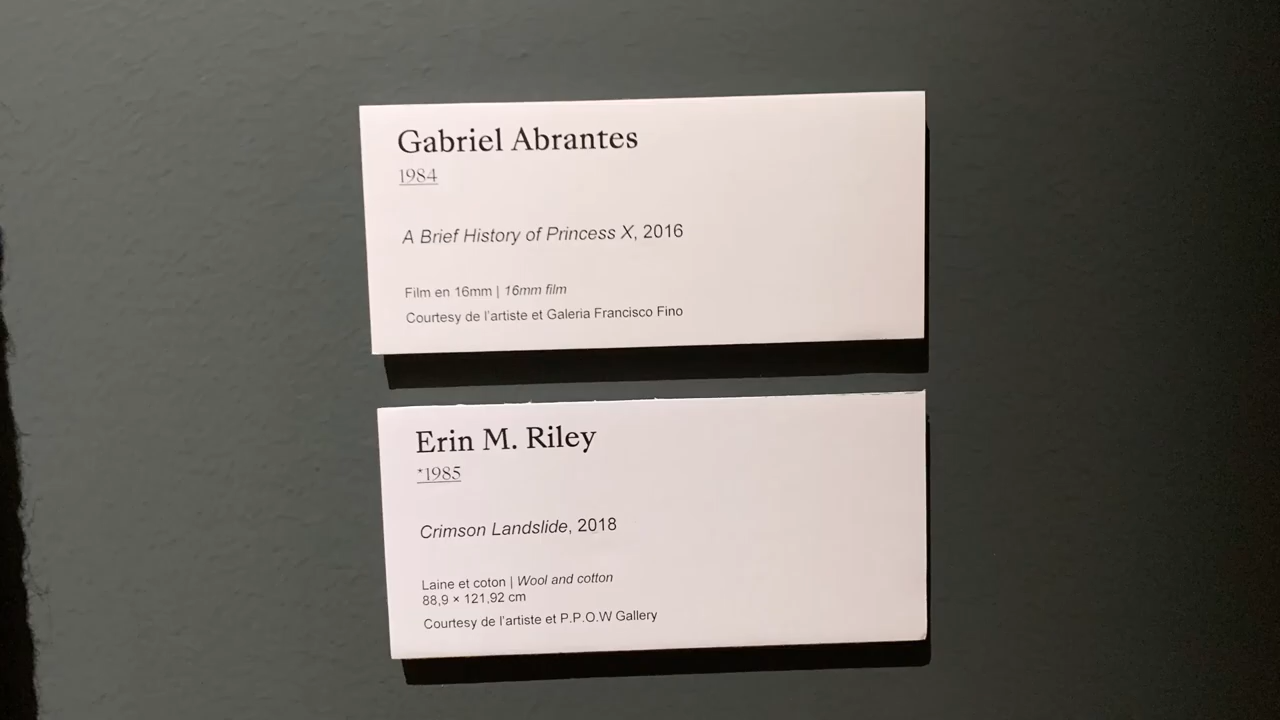 Gabriel Abrantes
1984
A Brief History of Princess X, 2016
Film en 16mm | 16mm film
Courtesy de l'artiste et Galeria Francisco Fino
Erin M. Riley
*1985
Crimson Landslide, 2018
Laine et coton | Wool and cotton
88,9 × 121,92 cm
Courtesy de l'artiste et P.P.O.W Gallery